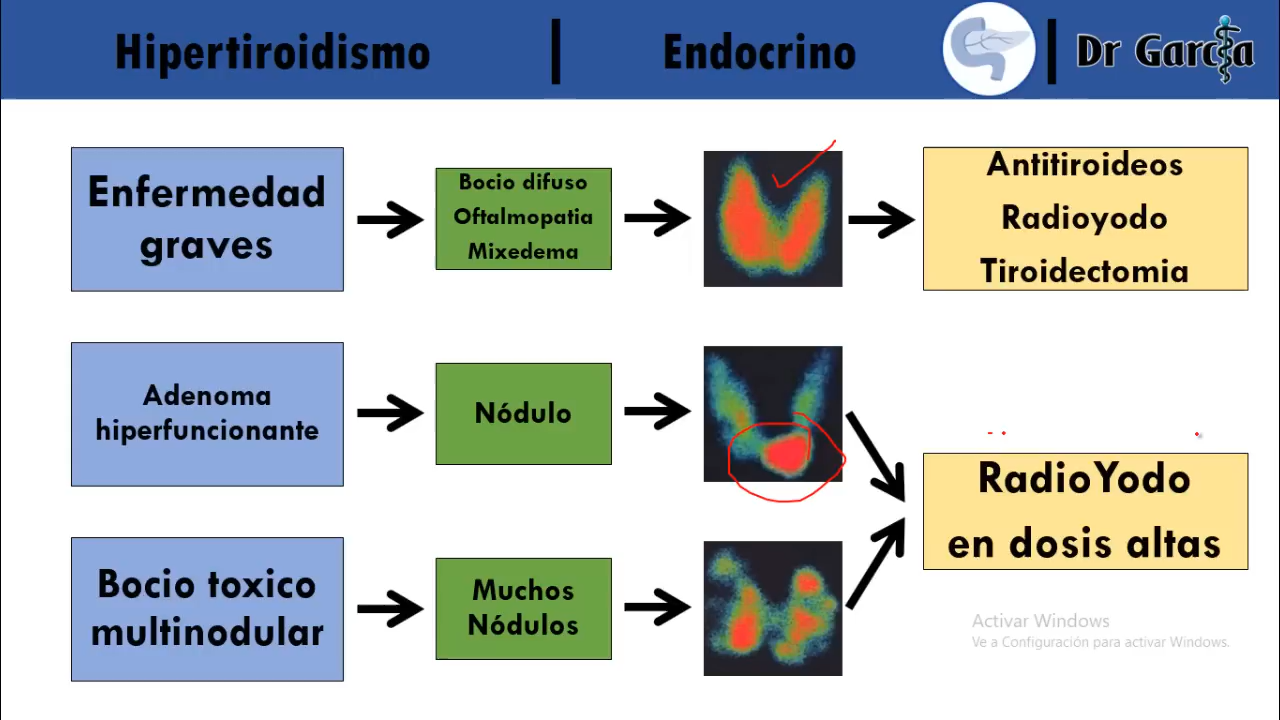 Hipertiroidismo
Endocrino
Dr García
Enfermedad
graves
Bocio difuso
Oftalmopatia
Mixedema
Antitiroideos
Radioyodo
Tiroidectomia
Adenoma
hiperfuncionante
Nódulo
RadioYodo
en dosis altas
Bocio toxico
multinodular
Muchos
Nódulos
Activar Windows
Ve a Configuración para activar Windows.